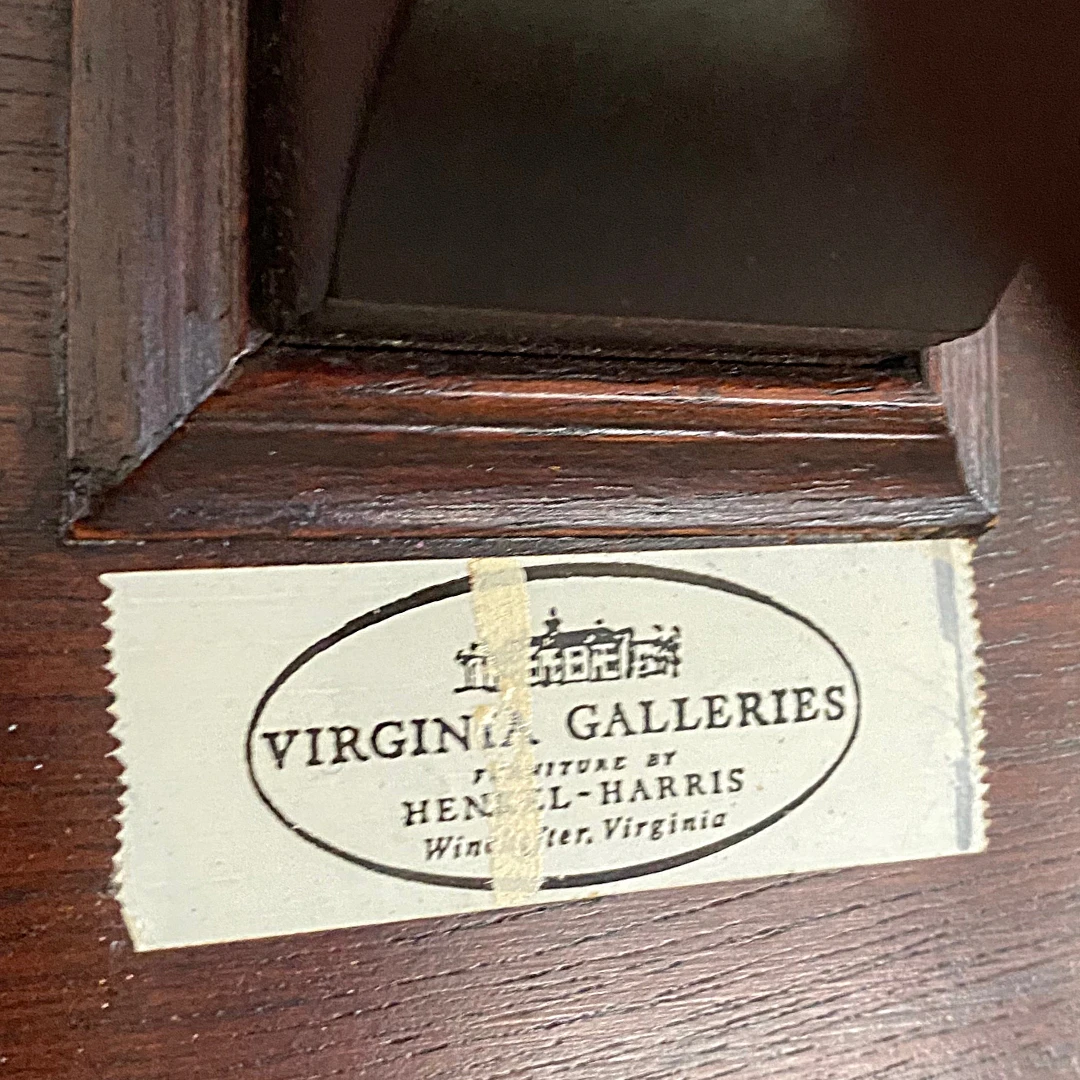 VIRGINIA GALLERIES
FURNITURE BY
HENKEL-HARRIS
Winchester, Virginia